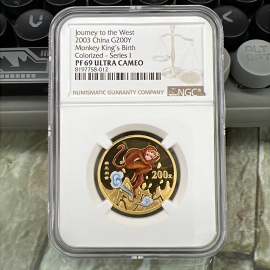 Journey to the West
2003 China G200Y
Monkey King's Birth
Colorized - Series I
PF 69 ULTRA CAMEO
8197758-012
NUMISMATIC GUARANTY COMPANY
NGC
200元